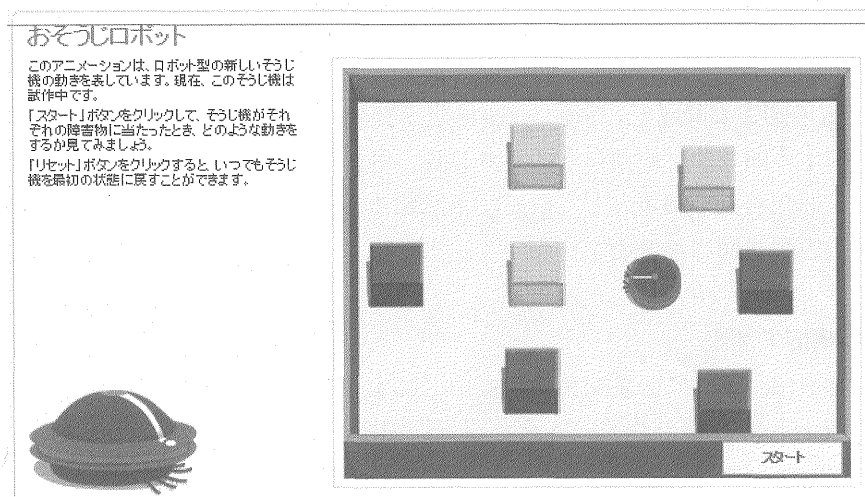 おそうじロボット
このアニメーションは、ロボット型の新しいそうじ
機の動きを表しています。現在、このそうじ機は
試作中です。
「スタート」ボタンをクリックして、そうじ機がそれ
ぞれの障害物に当たったとき、どのような動きを
するか見てみましょう。
「リセット」ボタンをクリックすると、いつでもそうじ
機を最初の状態に戻すことができます。
スタート